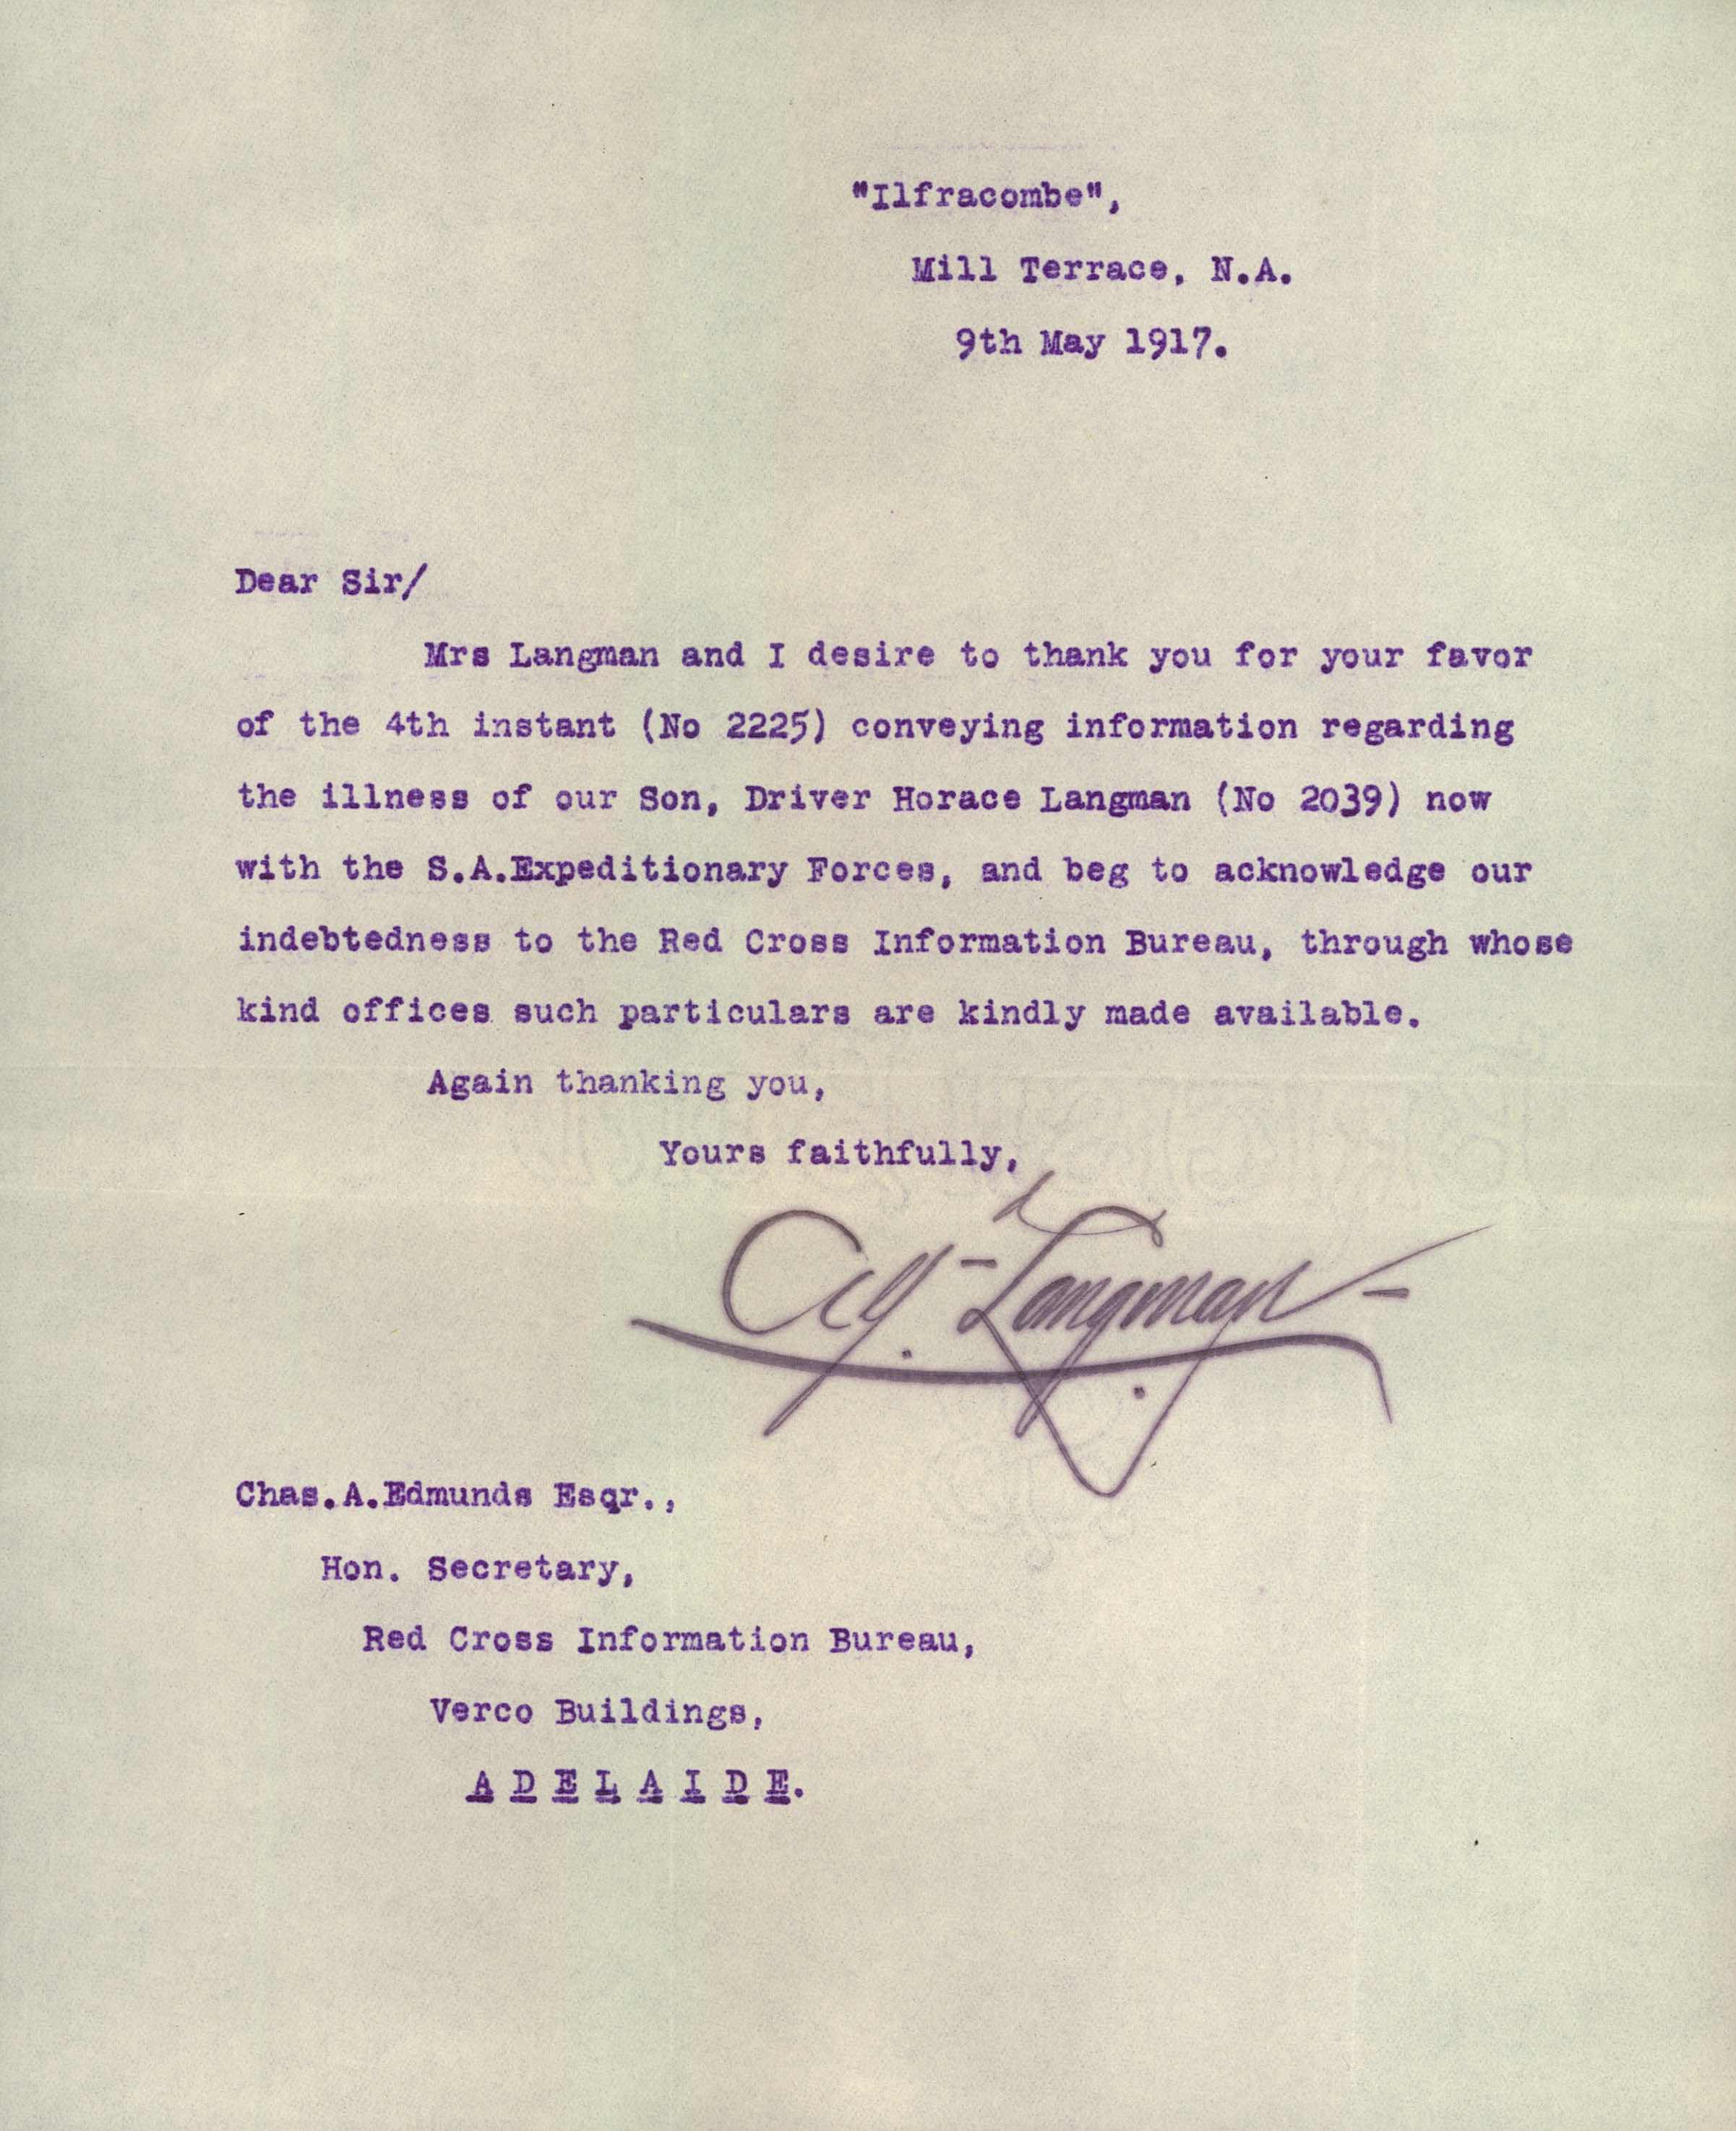 "Ilfracombe",
Mill Terrace, N.A.
9th May 1917.
Dear Sir/
Mrs Langman and I desire to thank you for your favor
of the 4th instant (No 2225) conveying information regarding
the illness of our Son, Driver Horace Langman (No 2039) now
with the S.A.Expeditionary Forces, and beg to acknowledge our
indebtedness to the Red Cross Information Bureau, through whose
kind offices such particulars are kindly made available.
Again thanking you,
Yours faithfully,
Langman
Chas.A.Edmunds Esqr.,
Hon. Secretary,
Red Cross Information Bureau,
Verco Buildings,
A D E L A I D E.